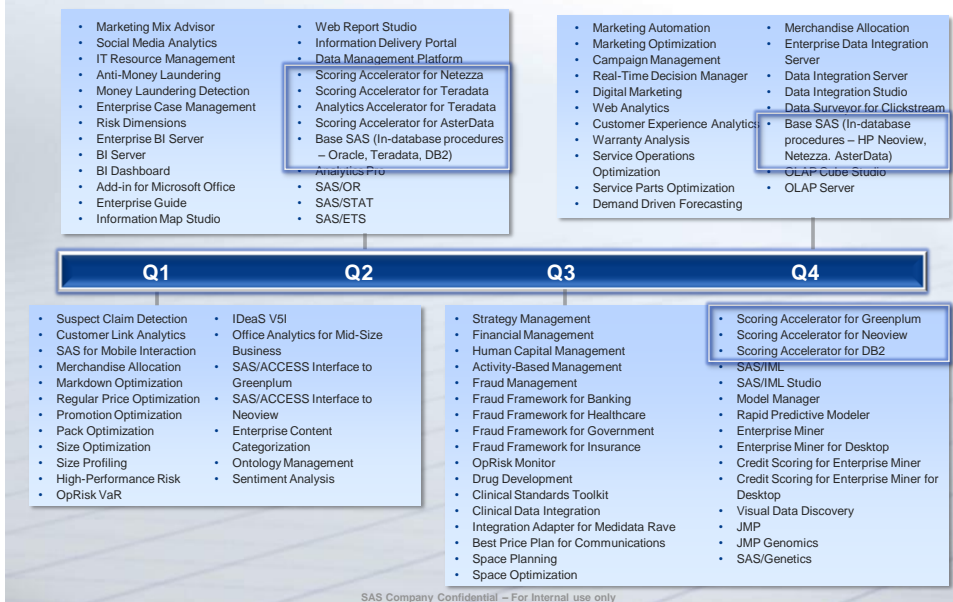 • Marketing Mix Advisor
• Social Media Analytics
• IT Resource Management
• Anti-Money Laundering
• Money Laundering Detection
• Enterprise Case Management
• Risk Dimensions
• Enterprise BI Server
• BI Server
• BI Dashboard
• Add-in for Microsoft Office
• Enterprise Guide
• Information Map Studio
• Web Report Studio
• Information Delivery Portal
• Data Management Platform
• Scoring Accelerator for Netezza
• Scoring Accelerator for Teradata
• Analytics Accelerator for Teradata
• Scoring Accelerator for AsterData
• Base SAS (In-database procedures
– Oracle, Teradata, DB2)
• Analytics Pro
• SAS/OR
• SAS/STAT
• SAS/ETS
• Marketing Automation
• Marketing Optimization
• Campaign Management
• Real-Time Decision Manager
• Digital Marketing
• Web Analytics
• Customer Experience Analytics
• Warranty Analysis
• Service Operations
Optimization
• Service Parts Optimization
• Demand Driven Forecasting
• Merchandise Allocation
• Enterprise Data Integration
Server
• Data Integration Server
• Data Integration Studio
• Data Surveyor for Clickstream
• Base SAS (In-database
procedures – HP Neoview,
Netezza. AsterData)
• OLAP Cube Studio
• OLAP Server
Q1 Q2 Q3 Q4
• Suspect Claim Detection
• Customer Link Analytics
• SAS for Mobile Interaction
• Merchandise Allocation
• Markdown Optimization
• Regular Price Optimization
• Promotion Optimization
• Pack Optimization
• Size Optimization
• Size Profiling
• High-Performance Risk
• OpRisk VaR
• IDeaS V5I
• Office Analytics for Mid-Size
Business
• SAS/ACCESS Interface to
Greenplum
• SAS/ACCESS Interface to
Neoview
• Enterprise Content
Categorization
• Ontology Management
• Sentiment Analysis
• Strategy Management
• Financial Management
• Human Capital Management
• Activity-Based Management
• Fraud Management
• Fraud Framework for Banking
• Fraud Framework for Healthcare
• Fraud Framework for Government
• Fraud Framework for Insurance
• OpRisk Monitor
• Drug Development
• Clinical Standards Toolkit
• Clinical Data Integration
• Integration Adapter for Medidata Rave
• Best Price Plan for Communications
• Space Planning
• Space Optimization
• Scoring Accelerator for Greenplum
• Scoring Accelerator for Neoview
• Scoring Accelerator for DB2
• SAS/IML
• SAS/IML Studio
• Model Manager
• Rapid Predictive Modeler
• Enterprise Miner
• Enterprise Miner for Desktop
• Credit Scoring for Enterprise Miner
• Credit Scoring for Enterprise Miner for
Desktop
• Visual Data Discovery
• JMP
• JMP Genomics
• SAS/Genetics
SAS Company Confidential – For Internal use only